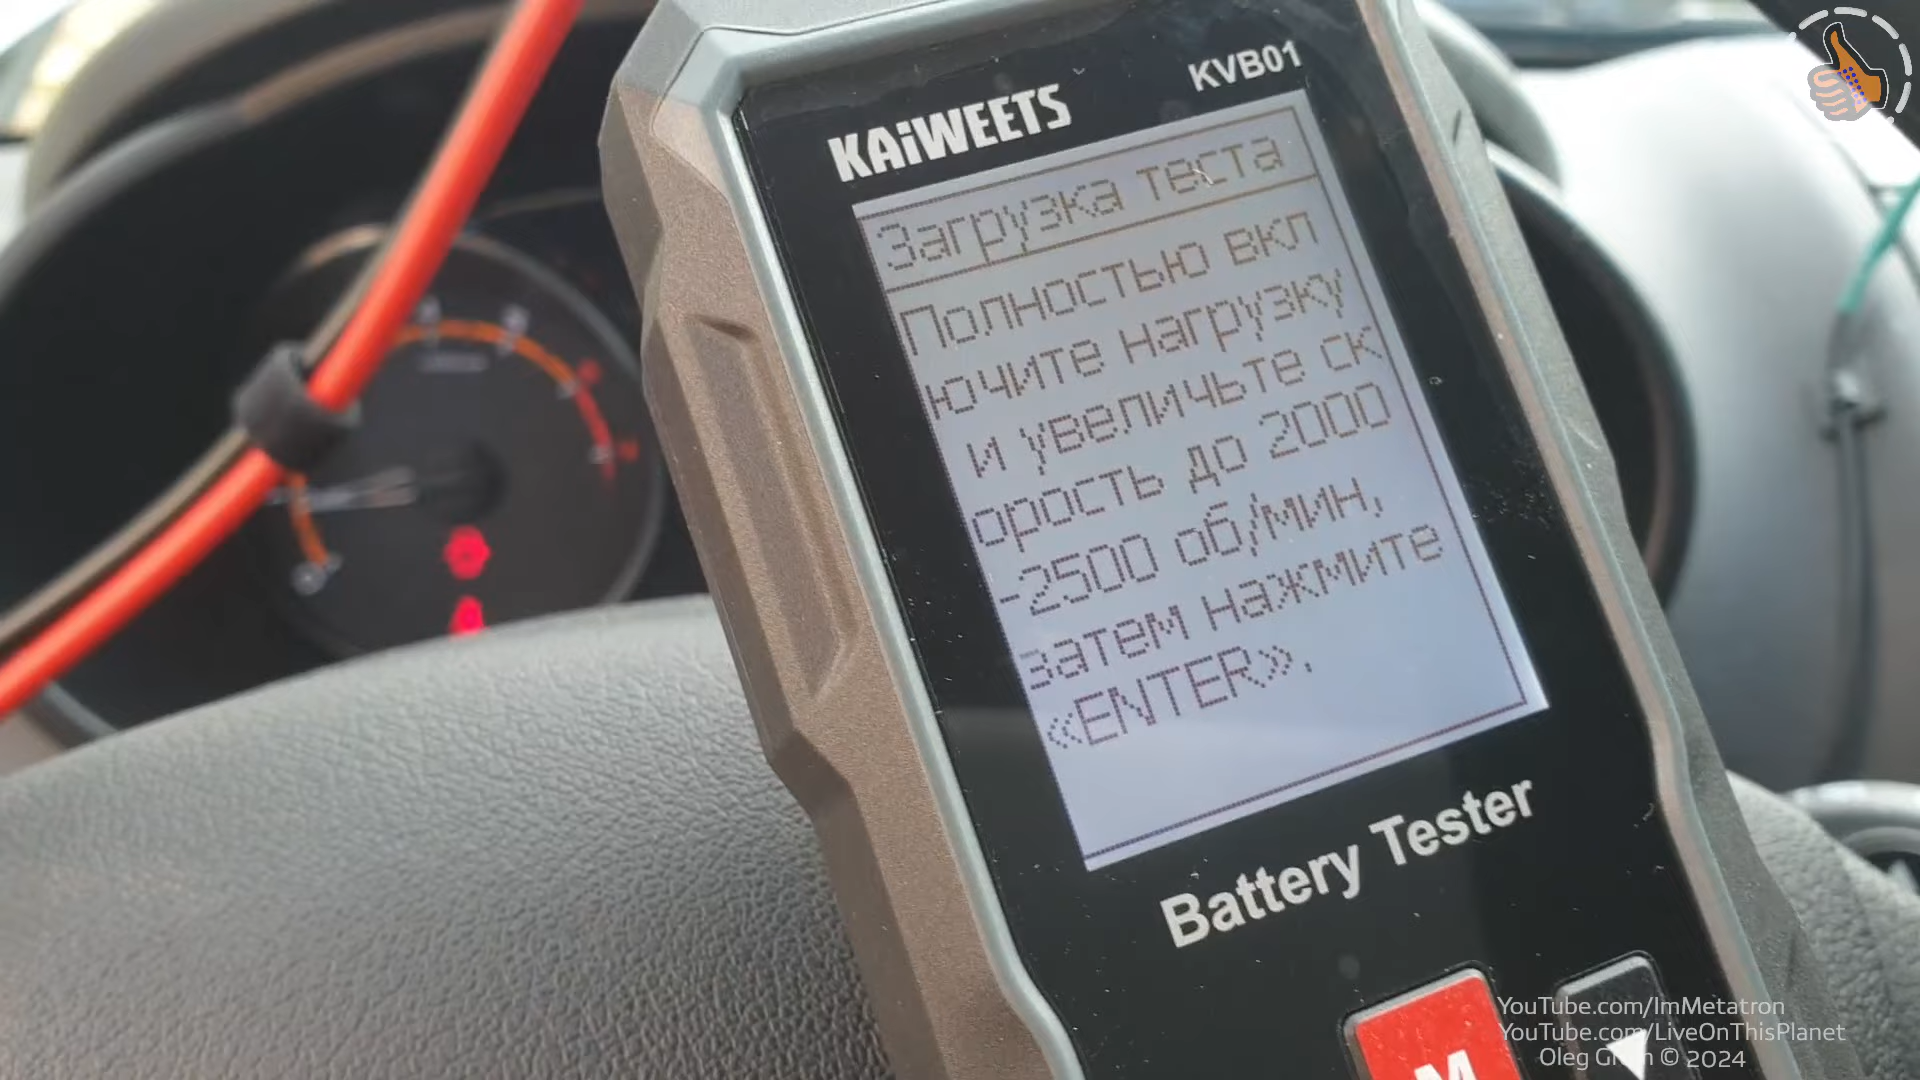 KAiWEETS
KVB01
Загрузка теста
Полностью вкл
ючите нагрузку
и увеличьте ск
орость до 2000
-2500 об/мин,
затем нажмите
«ENTER».
Battery Tester
M
YouTube.com/ImMetatron
YouTube.com/LiveOnThisPlanet
Oleg © 2024